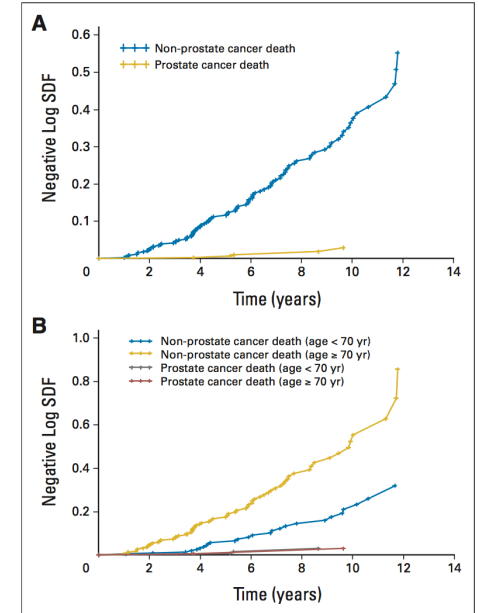 A
0.6
Non-prostate cancer death
Prostate cancer death
0.5
0.4
0.3
0.2
0.1
Negative Log SDF
0 2 4 6 8 10 12 14
Time (years)
B
1.0
Non-prostate cancer death (age < 70 yr)
Non-prostate cancer death (age ≥ 70 yr)
Prostate cancer death (age < 70 yr)
Prostate cancer death (age ≥ 70 yr)
0.8
0.6
0.4
0.2
Negative Log SDF
0 2 4 6 8 10 12 14
Time (years)